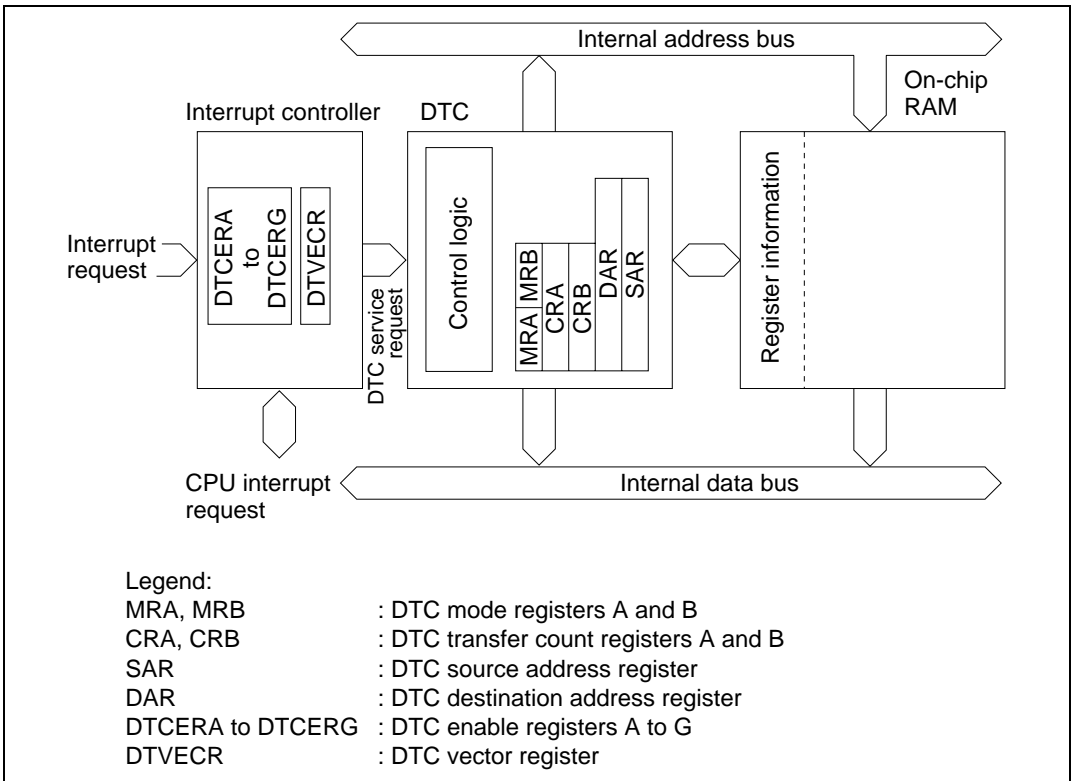 Internal address bus
On-chip
RAM
Interrupt controller
DTC
Interrupt
request
DTCERA
to
DTCERG
DTVECR
DTC service
request
Control logic
MRA MRB
CRA
CRB
DAR
SAR
Register information
CPU interrupt
request
Internal data bus
Legend:
MRA, MRB : DTC mode registers A and B
CRA, CRB : DTC transfer count registers A and B
SAR : DTC source address register
DAR : DTC destination address register
DTCERA to DTCERG : DTC enable registers A to G
DTVECR : DTC vector register